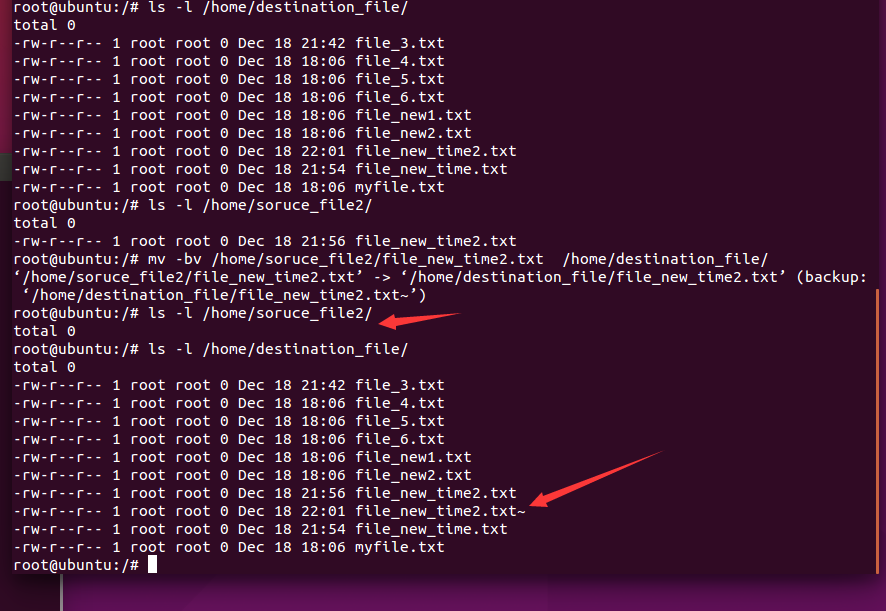 root@ubuntu:/# ls -l /home/destination_file/
total 0
-rw-r--r-- 1 root root 0 Dec 18 21:42 file_3.txt
-rw-r--r-- 1 root root 0 Dec 18 18:06 file_4.txt
-rw-r--r-- 1 root root 0 Dec 18 18:06 file_5.txt
-rw-r--r-- 1 root root 0 Dec 18 18:06 file_6.txt
-rw-r--r-- 1 root root 0 Dec 18 18:06 file_new1.txt
-rw-r--r-- 1 root root 0 Dec 18 18:06 file_new2.txt
-rw-r--r-- 1 root root 0 Dec 18 22:01 file_new_time2.txt
-rw-r--r-- 1 root root 0 Dec 18 21:54 file_new_time.txt
-rw-r--r-- 1 root root 0 Dec 18 18:06 myfile.txt
root@ubuntu:/# ls -l /home/soruce_file2/
total 0
-rw-r--r-- 1 root root 0 Dec 18 21:56 file_new_time2.txt
root@ubuntu:/# mv -bv /home/soruce_file2/file_new_time2.txt  /home/destination_file/
‘/home/soruce_file2/file_new_time2.txt’ -> ‘/home/destination_file/file_new_time2.txt’ (backup:
 ‘/home/destination_file/file_new_time2.txt~’)
root@ubuntu:/# ls -l /home/soruce_file2/
total 0
root@ubuntu:/# ls -l /home/destination_file/
total 0
-rw-r--r-- 1 root root 0 Dec 18 21:42 file_3.txt
-rw-r--r-- 1 root root 0 Dec 18 18:06 file_4.txt
-rw-r--r-- 1 root root 0 Dec 18 18:06 file_5.txt
-rw-r--r-- 1 root root 0 Dec 18 18:06 file_6.txt
-rw-r--r-- 1 root root 0 Dec 18 18:06 file_new1.txt
-rw-r--r-- 1 root root 0 Dec 18 18:06 file_new2.txt
-rw-r--r-- 1 root root 0 Dec 18 21:56 file_new_time2.txt
-rw-r--r-- 1 root root 0 Dec 18 22:01 file_new_time2.txt~
-rw-r--r-- 1 root root 0 Dec 18 21:54 file_new_time.txt
-rw-r--r-- 1 root root 0 Dec 18 18:06 myfile.txt
root@ubuntu:/#